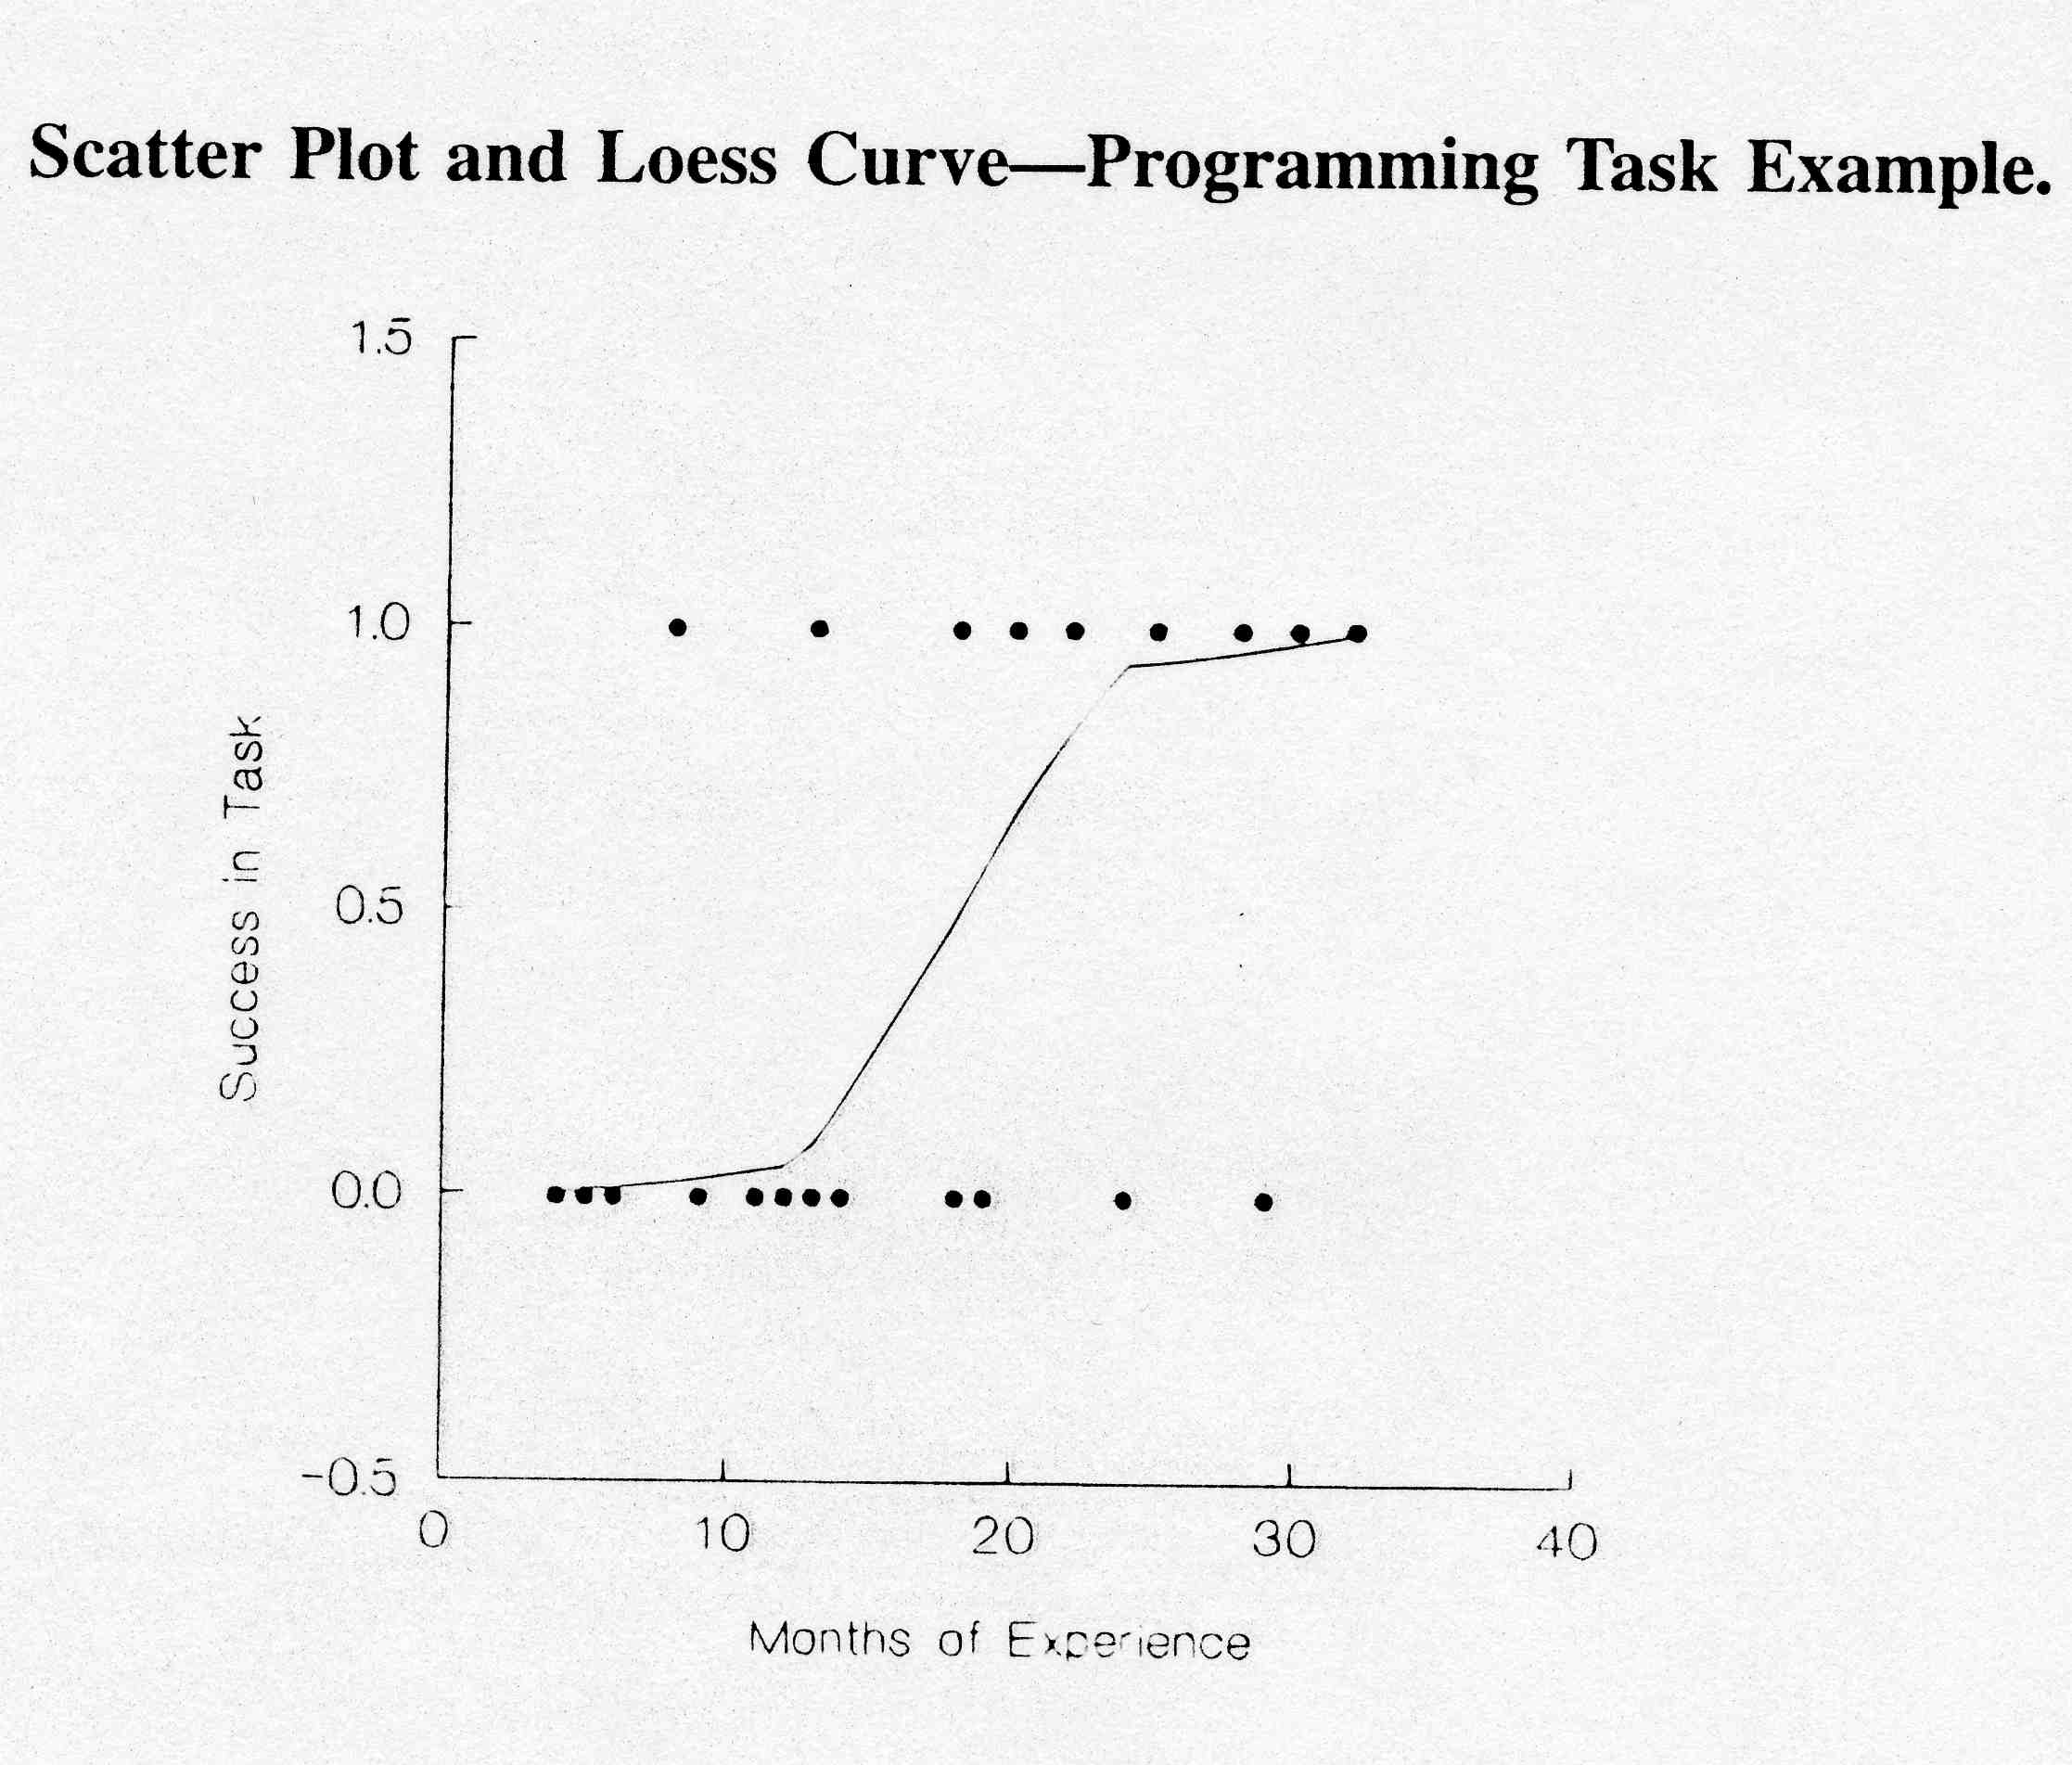 Scatter Plot and Loess Curve—Programming Task Example.
1.5
1.0
0.5
0.0
-0.5
Success in Task
0 10 20 30 40
Months of Experience